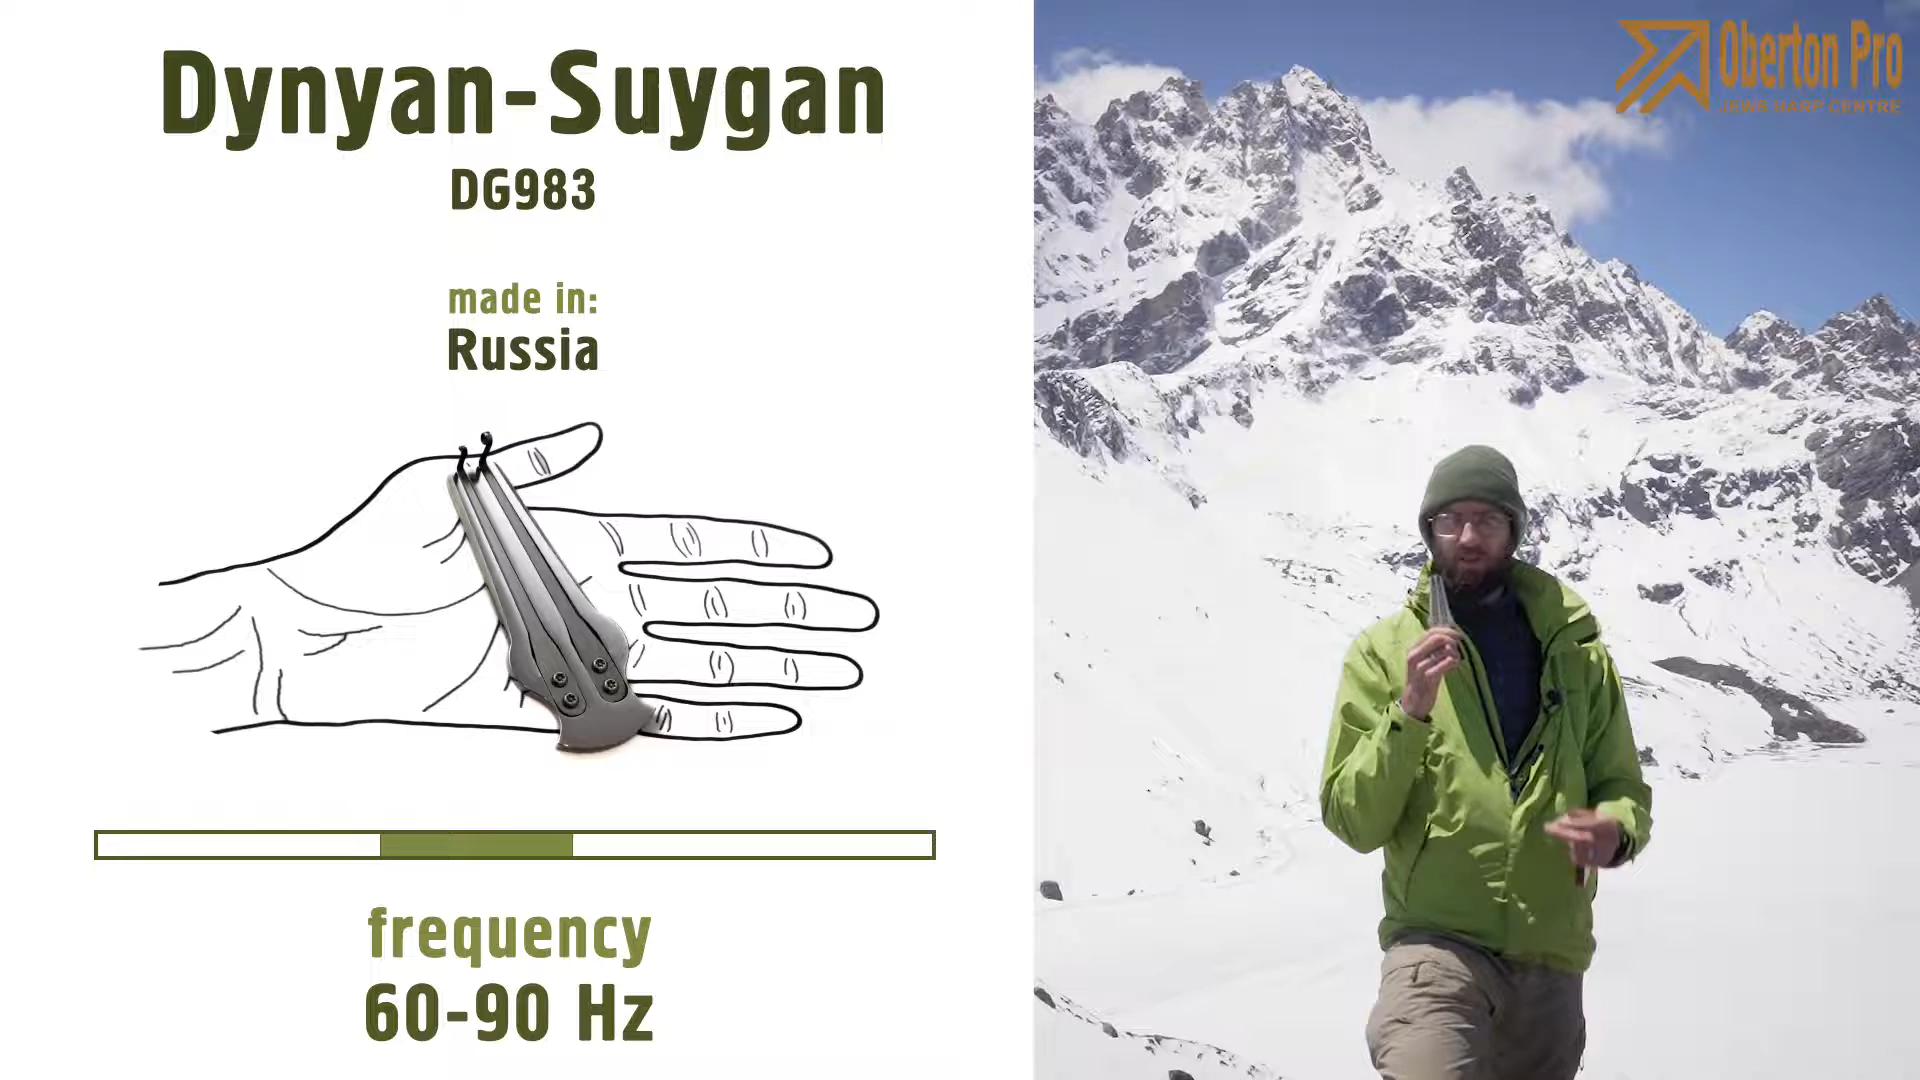 Dynyan-Suygan
DG983
made in:
Russia
frequency
60-90 Hz
Oberton Pro
JEWS HARP CENTRE